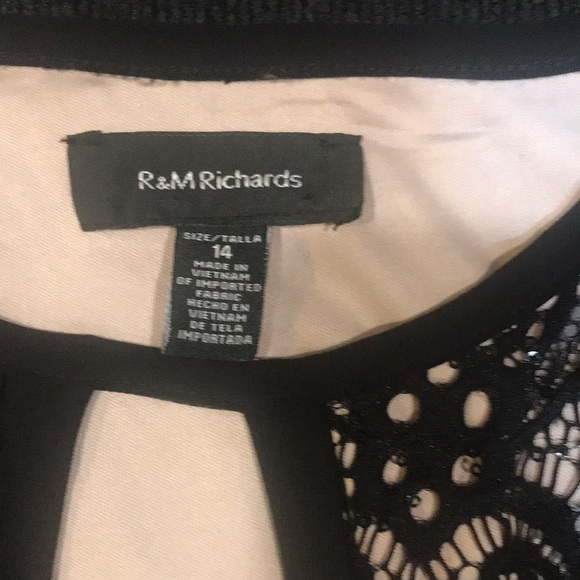 R&M Richards
SIZE/TALLA
14
MADE IN
VIETNAM
OF IMPORTED
FABRIC
HECHO EN
VIETNAM
DE TELA
IMPORTADA